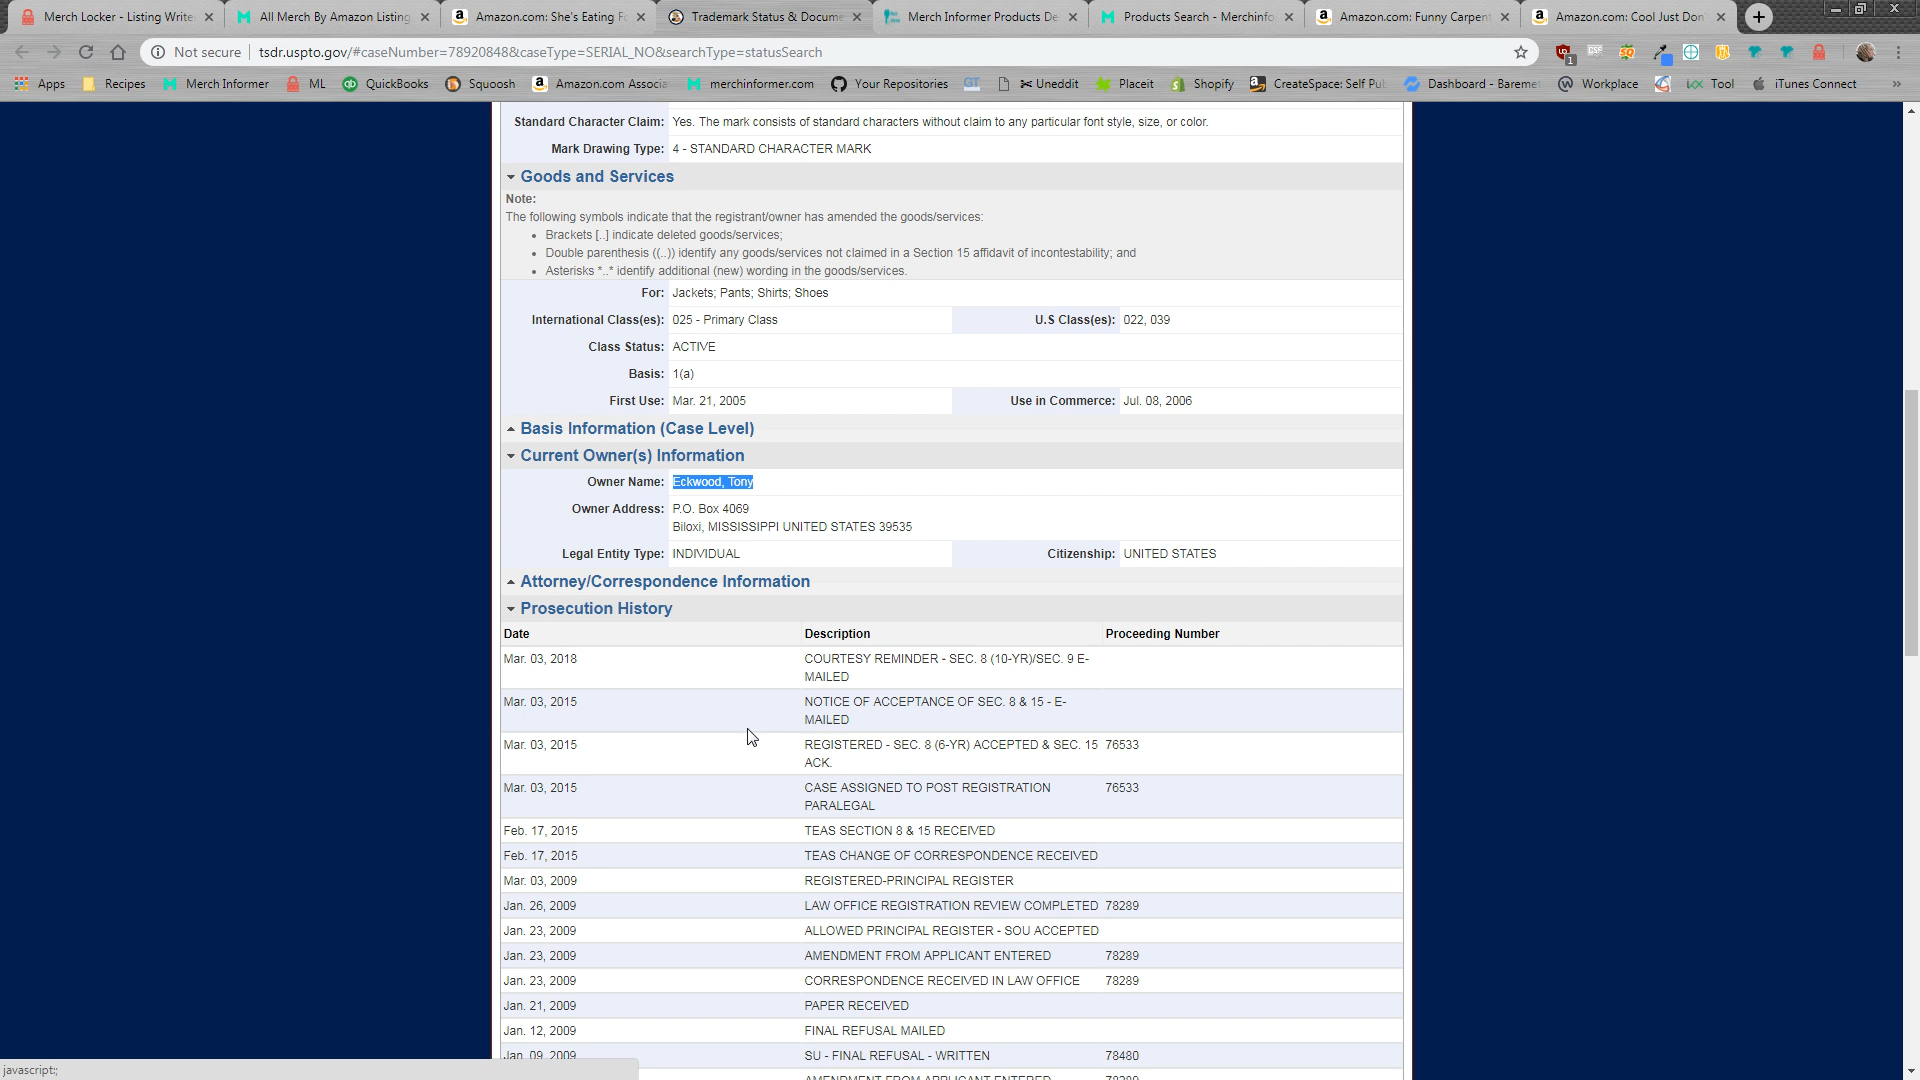 Merch Locker - Listing Write
All Merch By Amazon Listing
Amazon.com: She's Eating Fo
Trademark Status & Docume
Merch Informer Products De
Products Search - Merchinfo
Amazon.com: Funny Carpent
Amazon.com: Cool Just Don'
Not secure | tsdr.uspto.gov/#caseNumber=78920848&caseType=SERIAL_NO&searchType=statusSearch
Apps Recipes Merch Informer ML QuickBooks Squoosh Amazon.com Associa merchinformer.com Your Repositories GT Uneddit Placeit Shopify CreateSpace: Self Pub Dashboard - Bareme Workplace Tool iTunes Connect »
Standard Character Claim: Yes. The mark consists of standard characters without claim to any particular font style, size, or color.
Mark Drawing Type: 4 - STANDARD CHARACTER MARK
Goods and Services
Note:
The following symbols indicate that the registrant/owner has amended the goods/services:
• Brackets [..] indicate deleted goods/services;
• Double parenthesis ((..)) identify any goods/services not claimed in a Section 15 affidavit of incontestability; and
• Asterisks *..* identify additional (new) wording in the goods/services.
For: Jackets; Pants; Shirts; Shoes
International Class(es): 025 - Primary Class U.S Class(es): 022, 039
Class Status: ACTIVE
Basis: 1(a)
First Use: Mar. 21, 2005 Use in Commerce: Jul. 08, 2006
Basis Information (Case Level)
Current Owner(s) Information
Owner Name: Eckwood, Tony
Owner Address: P.O. Box 4069
Biloxi, MISSISSIPPI UNITED STATES 39535
Legal Entity Type: INDIVIDUAL Citizenship: UNITED STATES
Attorney/Correspondence Information
Prosecution History
Date Description Proceeding Number
Mar. 03, 2018 COURTESY REMINDER - SEC. 8 (10-YR)/SEC. 9 E-
MAILED
Mar. 03, 2015 NOTICE OF ACCEPTANCE OF SEC. 8 & 15 - E-
MAILED
Mar. 03, 2015 REGISTERED - SEC. 8 (6-YR) ACCEPTED & SEC. 15 76533
ACK.
Mar. 03, 2015 CASE ASSIGNED TO POST REGISTRATION 76533
PARALEGAL
Feb. 17, 2015 TEAS SECTION 8 & 15 RECEIVED
Feb. 17, 2015 TEAS CHANGE OF CORRESPONDENCE RECEIVED
Mar. 03, 2009 REGISTERED-PRINCIPAL REGISTER
Jan. 26, 2009 LAW OFFICE REGISTRATION REVIEW COMPLETED 78289
Jan. 23, 2009 ALLOWED PRINCIPAL REGISTER - SOU ACCEPTED
Jan. 23, 2009 AMENDMENT FROM APPLICANT ENTERED 78289
Jan. 23, 2009 CORRESPONDENCE RECEIVED IN LAW OFFICE 78289
Jan. 21, 2009 PAPER RECEIVED
Jan. 12, 2009 FINAL REFUSAL MAILED
Jan. 09, 2009 SU - FINAL REFUSAL - WRITTEN 78480
AMENDMENT FROM APPLICANT ENTERED 78289
javascript:;